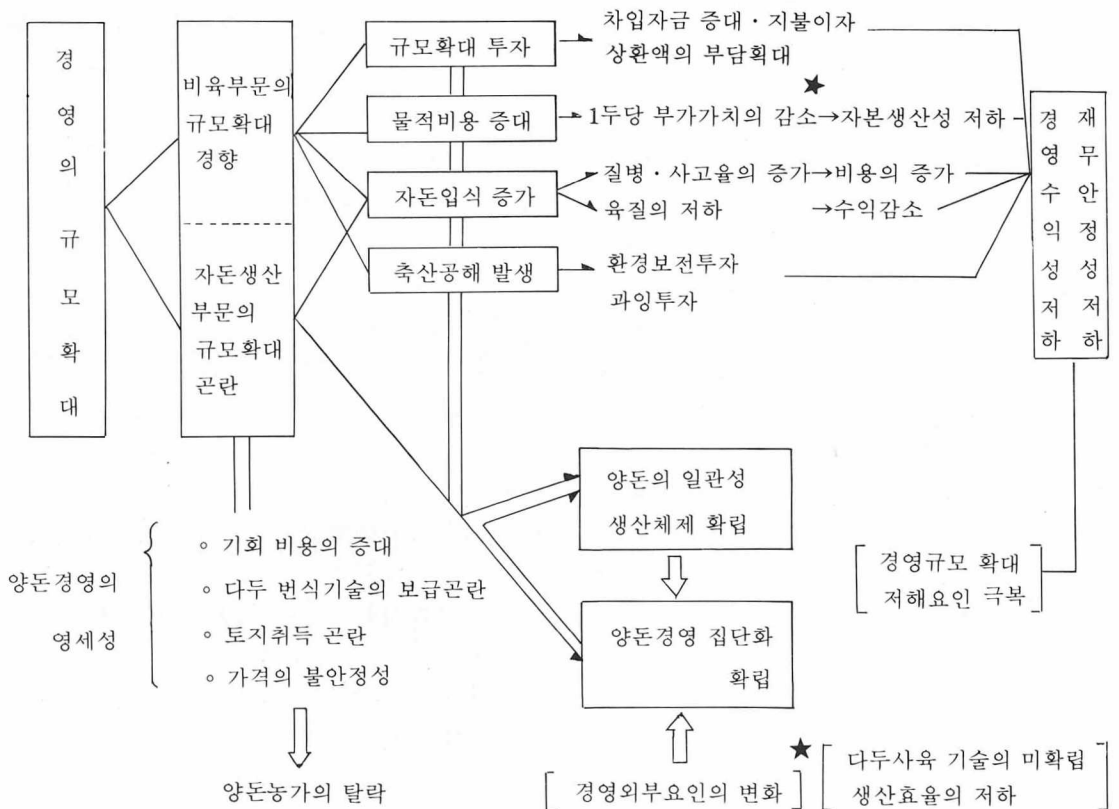 경영의 규모확대
비육부문의
규모확대
경향
자돈생산
부문의
규모확대
곤란
규모확대 투자
물적비용 증대
자돈입식 증가
축산공해 발생
차입자금 증대·지불이자
상환액의 부담획대
★
1두당 부가가치의 감소→자본생산성 저하
질병·사고율의 증가→비용의 증가
육질의 저하 →수익감소
환경보전투자
과잉투자
재무안정성저하
경영수익성저하
양돈경영의
영세성
◦ 기회 비용의 증대
◦ 다두 번식기술의 보급곤란
◦ 토지취득 곤란
◦ 가격의 불안정성
양돈농가의 탈락
양돈의 일관성
생산체제 확립
양돈경영 집단화
확립
[경영외부요인의 변화]
경영규모 확대
저해요인 극복
★
다두사육 기술의 미확립
생산효율의 저하